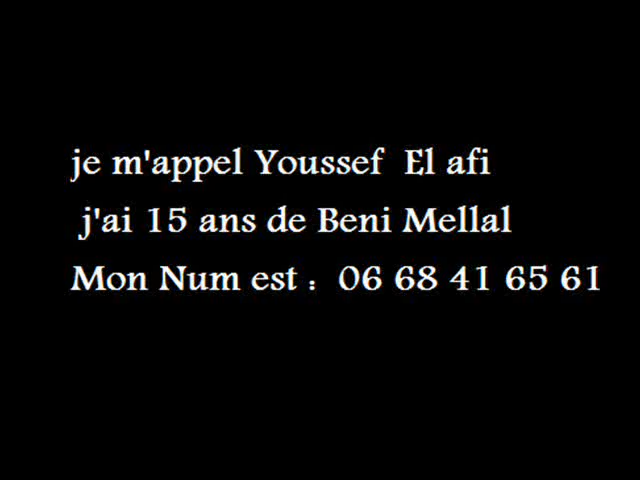 je m'appel Youssef El afi
j'ai 15 ans de Beni Mellal
Mon Num est : 06 68 41 65 61